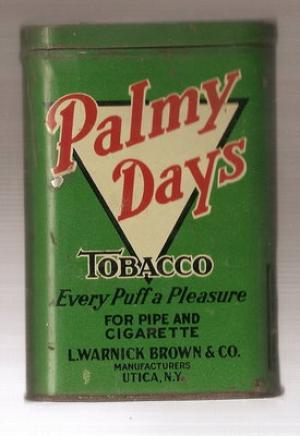 Palmy
Days
TOBACCO
Every Puff a Pleasure
FOR PIPE AND
CIGARETTE
L.WARNICK BROWN & CO.
MANUFACTURERS
UTICA, N.Y.